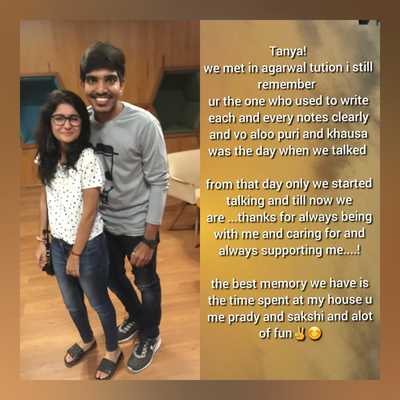 Tanya!
we met in agarwal tution i still
remember
ur the one who used to write
each and every notes clearly
and vo aloo puri and khausa
was the day when we talked
from that day only we started
talking and till now we
are ...thanks for always being
with me and caring for and
always supporting me....!
the best memory we have is
the time spent at my house u
me prady and sakshi and alot
of fun✌😊